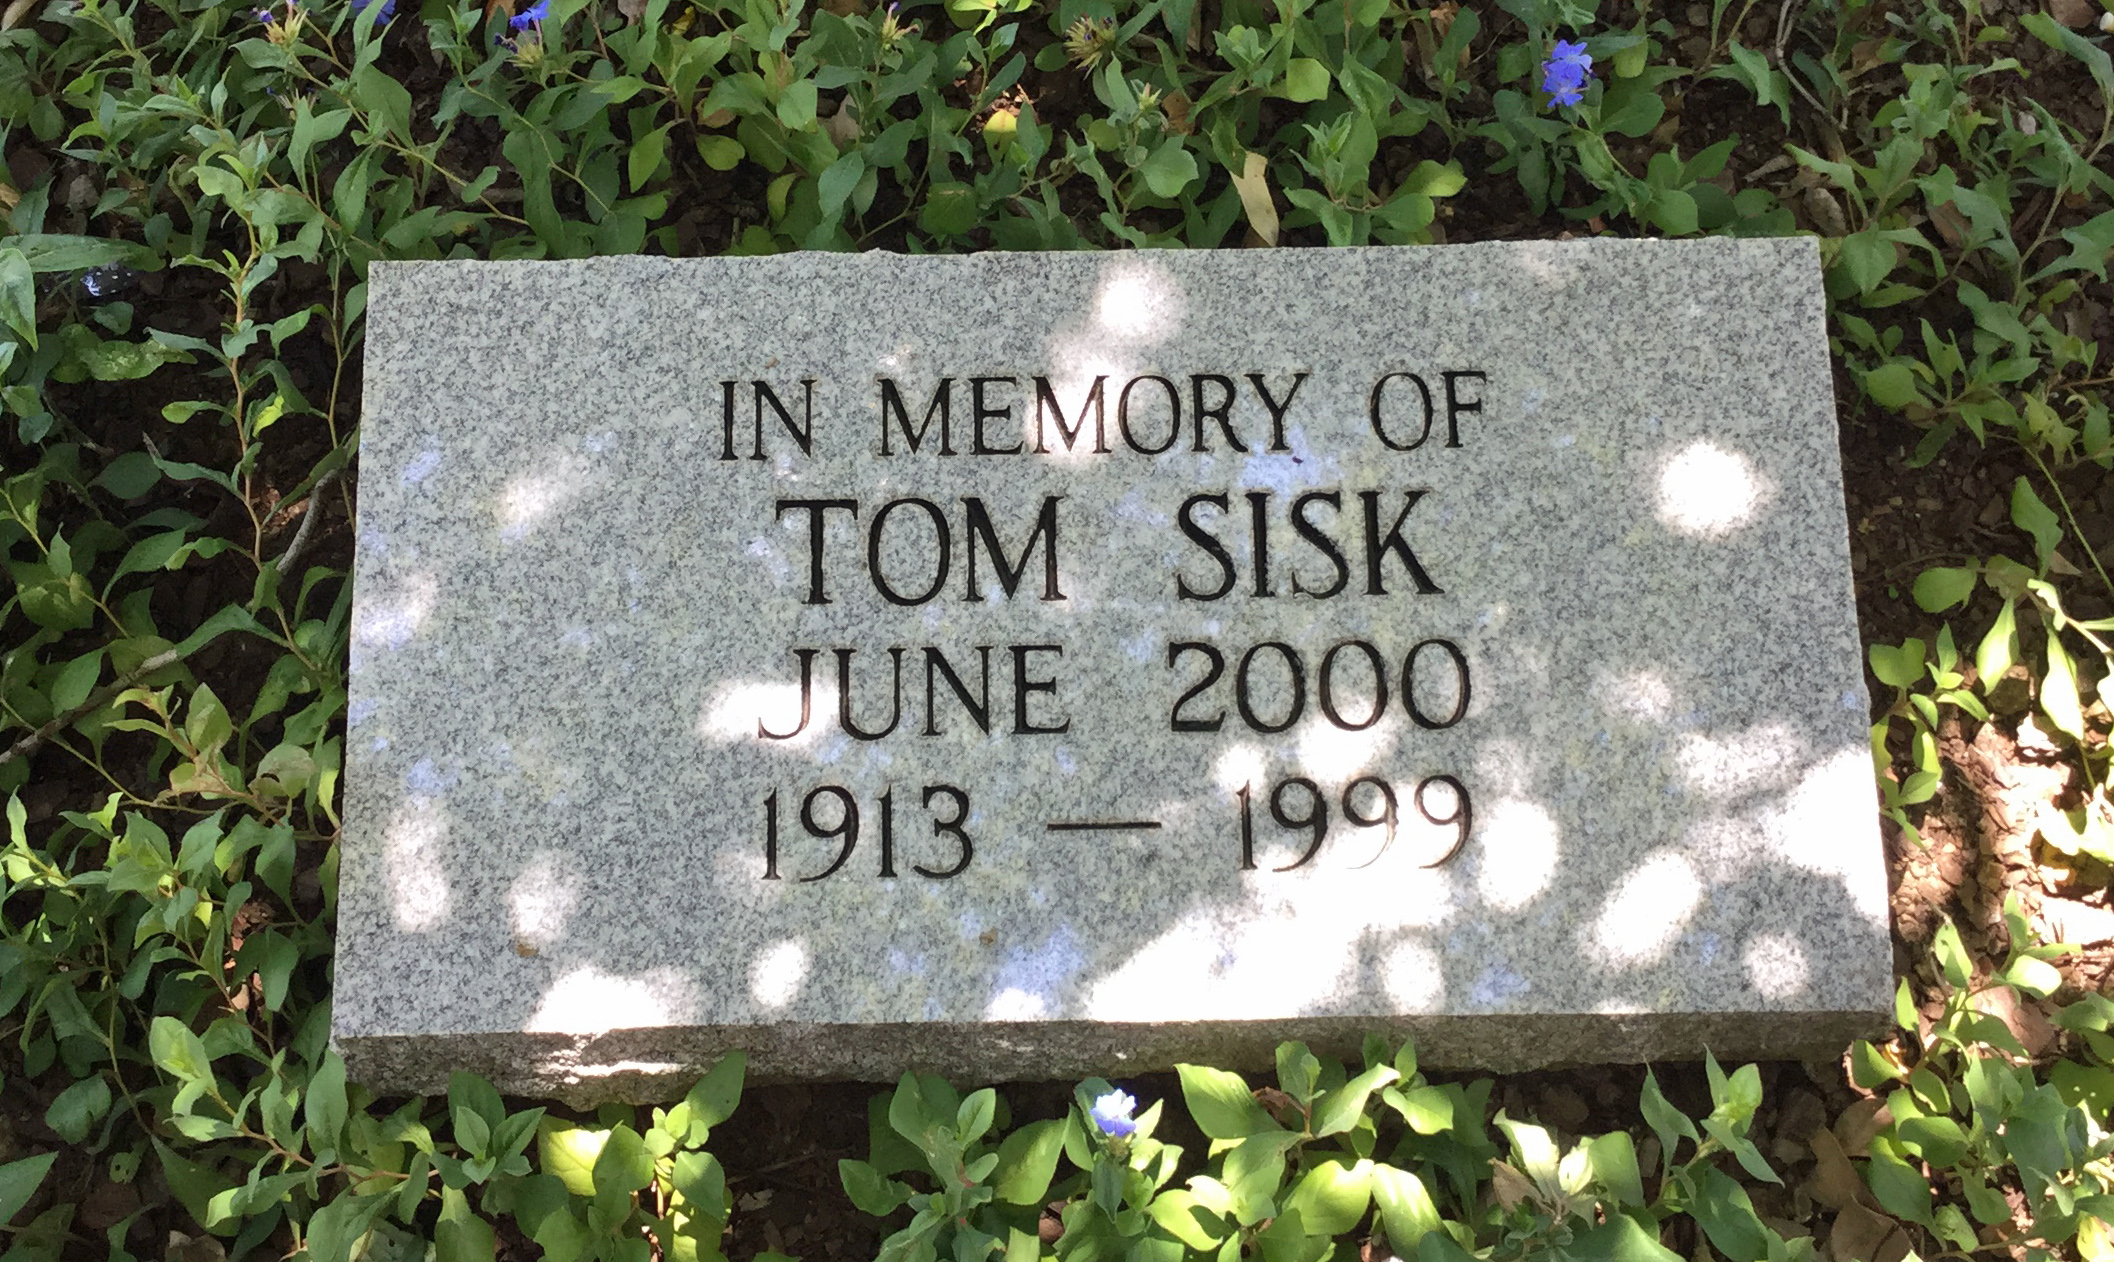 IN MEMORY OF
TOM SISK
JUNE 2000
1913 — 1999